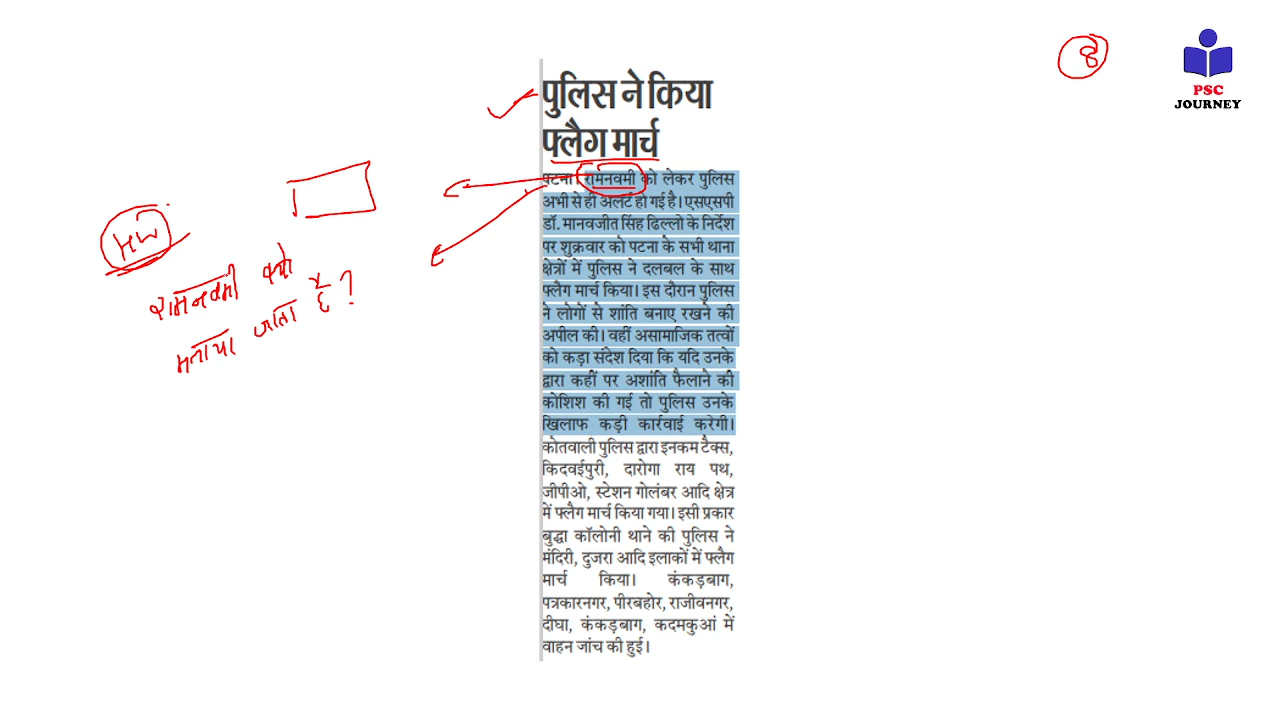 8
PSC
JOURNEY
पुलिस ने किया
फ्लैग मार्च
पटना। रामनवमी को लेकर पुलिस
अभी से ही अलर्ट हो गई है। एसएसपी
डॉ. मानवजीत सिंह ढिल्लो के निर्देश
पर शुक्रवार को पटना के सभी थाना
क्षेत्रों में पुलिस ने दलबल के साथ
फ्लैग मार्च किया। इस दौरान पुलिस
ने लोगों से शांति बनाए रखने की
अपील की। वहीं असामाजिक तत्वों
को कड़ा संदेश दिया कि यदि उनके
द्वारा कहीं पर अशांति फैलाने की
कोशिश की गई तो पुलिस उनके
खिलाफ कड़ी कार्रवाई करेगी।
कोतवाली पुलिस द्वारा इनकम टैक्स,
किदवईपुरी, दारोगा राय पथ,
जीपीओ, स्टेशन गोलंबर आदि क्षेत्र
में फ्लैग मार्च किया गया। इसी प्रकार
बुद्धा कॉलोनी थाने की पुलिस ने
मंदिरी, दुजरा आदि इलाकों में फ्लैग
मार्च किया। कंकड़बाग,
पत्रकारनगर, पीरबहोर, राजीवनगर,
दीघा, कंकड़बाग, कदमकुआं में
वाहन जांच की हुई।
HW
रामनवमी क्यो
मनाया जाता है?